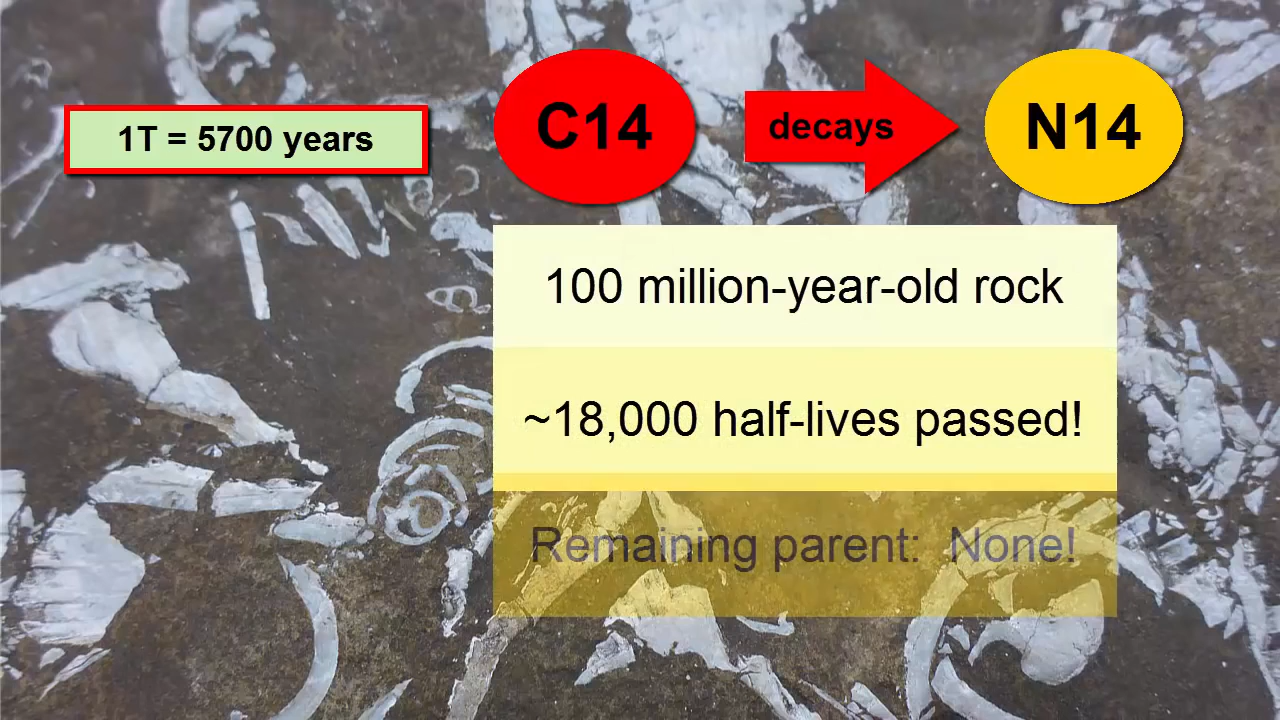 1T = 5700 years
C14
decays
N14
100 million-year-old rock
~18,000 half-lives passed!
Remaining parent:  None!